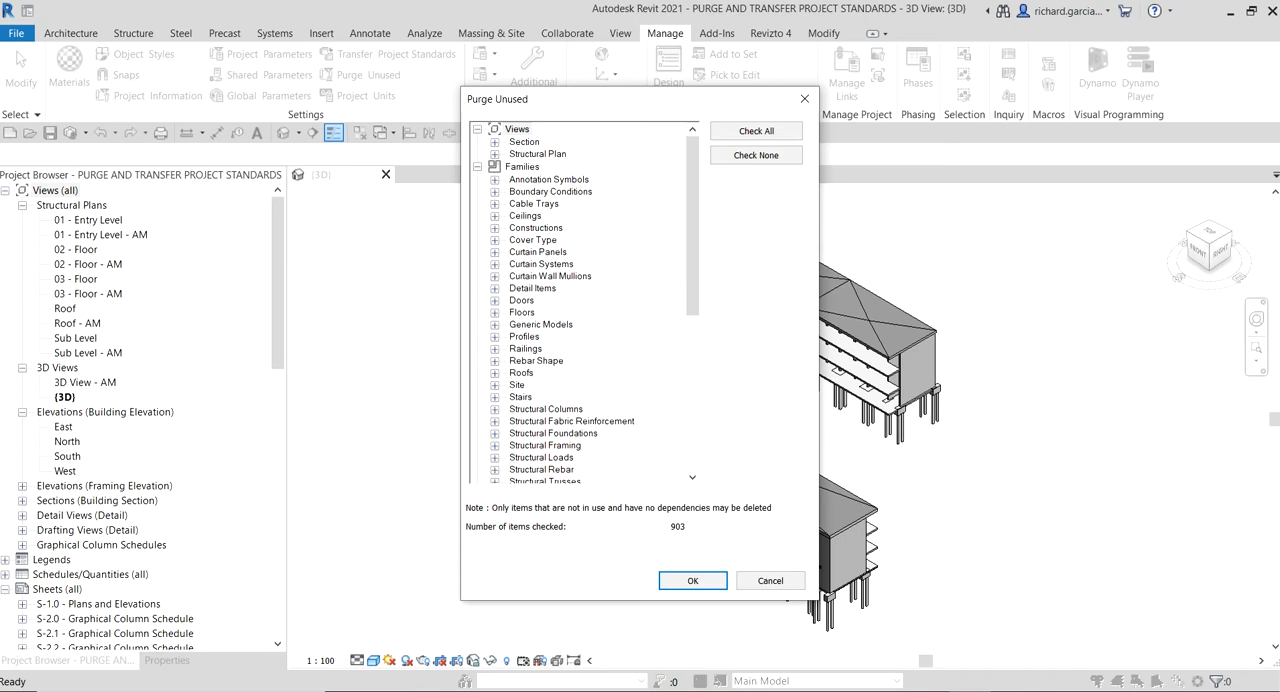 Autodesk Revit 2021 - PURGE AND TRANSFER PROJECT STANDARDS - 3D View: {3D}
richard.garcia...
File Architecture Structure Steel Precast Systems Insert Annotate Analyze Massing & Site Collaborate View Manage Add-Ins Revizto 4 Modify
Modify
Materials
Object Styles
Snaps
Project Information
Project Parameters
Shared Parameters
Global Parameters
Transfer Project Standards
Purge Unused
Project Units
Additional
Design
Add to Set
Pick to Edit
Manage
Links
Phases
Dynamo
Dynamo
Player
Select
Settings
Manage Project
Phasing
Selection
Inquiry
Macros
Visual Programming
Project Browser - PURGE AND TRANSFER PROJECT STANDARDS
{3D}
Views (all)
Structural Plans
01 - Entry Level
01 - Entry Level - AM
02 - Floor
02 - Floor - AM
03 - Floor
03 - Floor - AM
Roof
Roof - AM
Sub Level
Sub Level - AM
3D Views
3D View - AM
{3D}
Elevations (Building Elevation)
East
North
South
West
Elevations (Framing Elevation)
Sections (Building Section)
Detail Views (Detail)
Drafting Views (Detail)
Graphical Column Schedules
Legends
Schedules/Quantities (all)
Sheets (all)
S-1.0 - Plans and Elevations
S-2.0 - Graphical Column Schedule
S-2.1 - Graphical Column Schedule
S-2.2 - Graphical Column Schedule
Project Browser - PURGE AN...
Properties
Purge Unused
Views
Section
Structural Plan
Families
Annotation Symbols
Boundary Conditions
Cable Trays
Ceilings
Constructions
Cover Type
Curtain Panels
Curtain Systems
Curtain Wall Mullions
Detail Items
Doors
Floors
Generic Models
Profiles
Railings
Rebar Shape
Roofs
Site
Stairs
Structural Columns
Structural Fabric Reinforcement
Structural Foundations
Structural Framing
Structural Loads
Structural Rebar
Structural Trusses
Check All
Check None
Note : Only items that are not in use and have no dependencies may be deleted
Number of items checked: 903
OK
Cancel
TOP
FRONT
RIGHT
1 : 100
Ready
:0
Main Model
:0